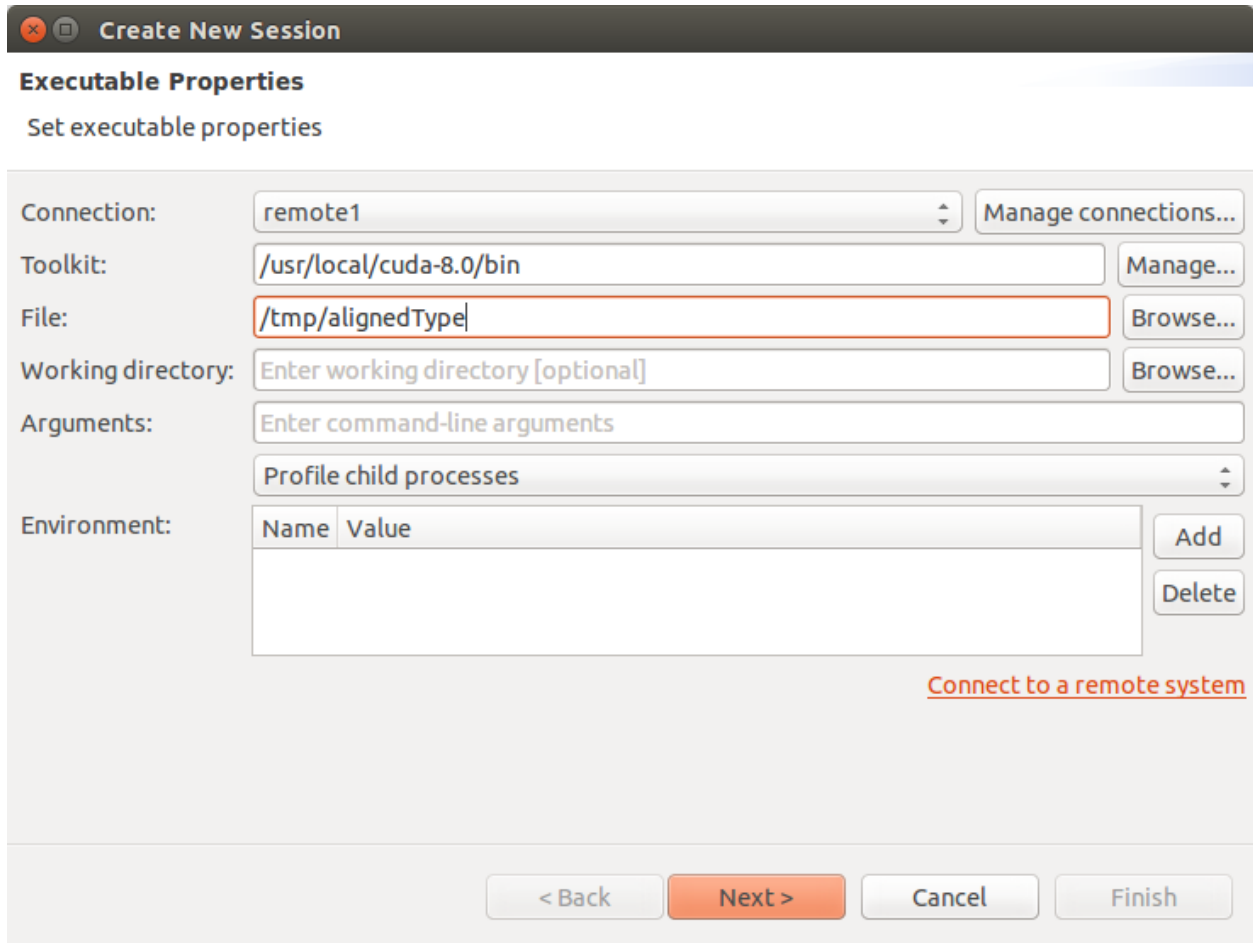 Create New Session
Executable Properties
Set executable properties
Connection: remote1 Manage connections...
Toolkit: /usr/local/cuda-8.0/bin Manage...
File: /tmp/alignedType Browse...
Working directory: Enter working directory [optional] Browse...
Arguments: Enter command-line arguments
Profile child processes
Environment: Name Value Add
Delete
Connect to a remote system
< Back Next > Cancel Finish